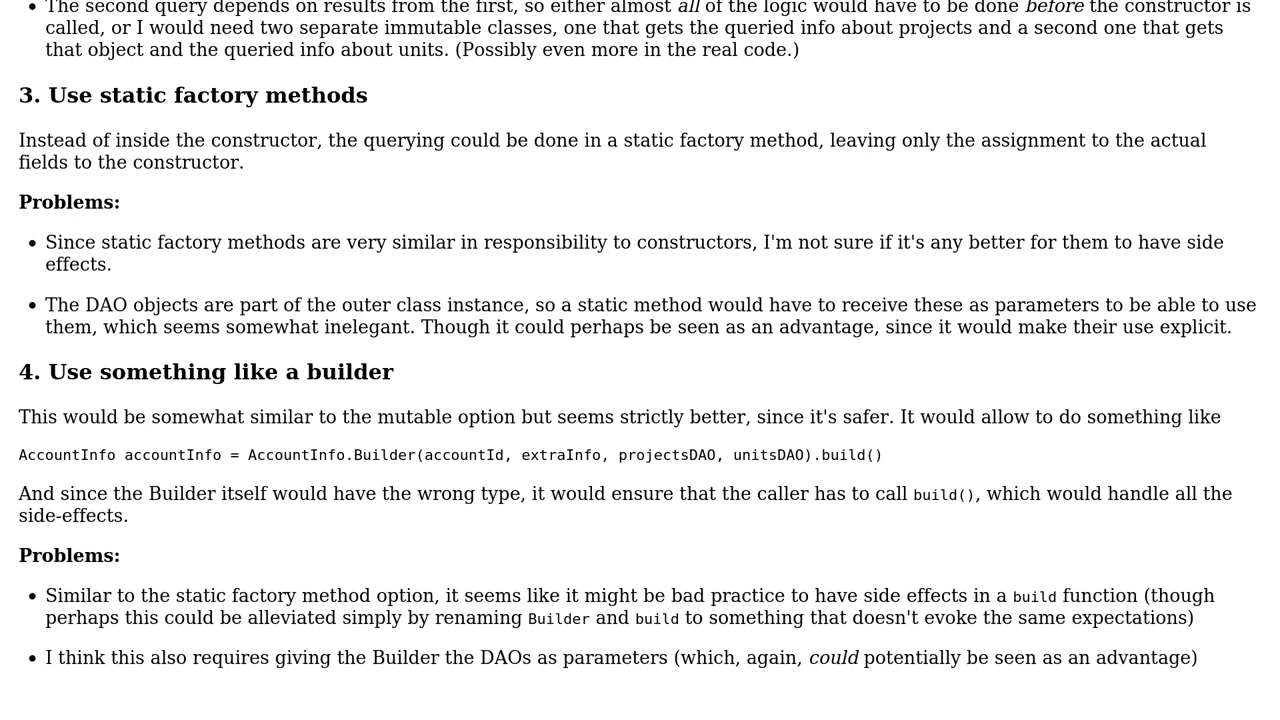 • The second query depends on results from the first, so either almost all of the logic would have to be done before the constructor is
called, or I would need two separate immutable classes, one that gets the queried info about projects and a second one that gets
that object and the queried info about units. (Possibly even more in the real code.)
3. Use static factory methods
Instead of inside the constructor, the querying could be done in a static factory method, leaving only the assignment to the actual
fields to the constructor.
Problems:
• Since static factory methods are very similar in responsibility to constructors, I'm not sure if it's any better for them to have side
effects.
• The DAO objects are part of the outer class instance, so a static method would have to receive these as parameters to be able to use
them, which seems somewhat inelegant. Though it could perhaps be seen as an advantage, since it would make their use explicit.
4. Use something like a builder
This would be somewhat similar to the mutable option but seems strictly better, since it's safer. It would allow to do something like
AccountInfo accountInfo = AccountInfo.Builder(accountId, extraInfo, projectsDAO, unitsDAO).build()
And since the Builder itself would have the wrong type, it would ensure that the caller has to call build(), which would handle all the
side-effects.
Problems:
• Similar to the static factory method option, it seems like it might be bad practice to have side effects in a build function (though
perhaps this could be alleviated simply by renaming Builder and build to something that doesn't evoke the same expectations)
• I think this also requires giving the Builder the DAOs as parameters (which, again, could potentially be seen as an advantage)